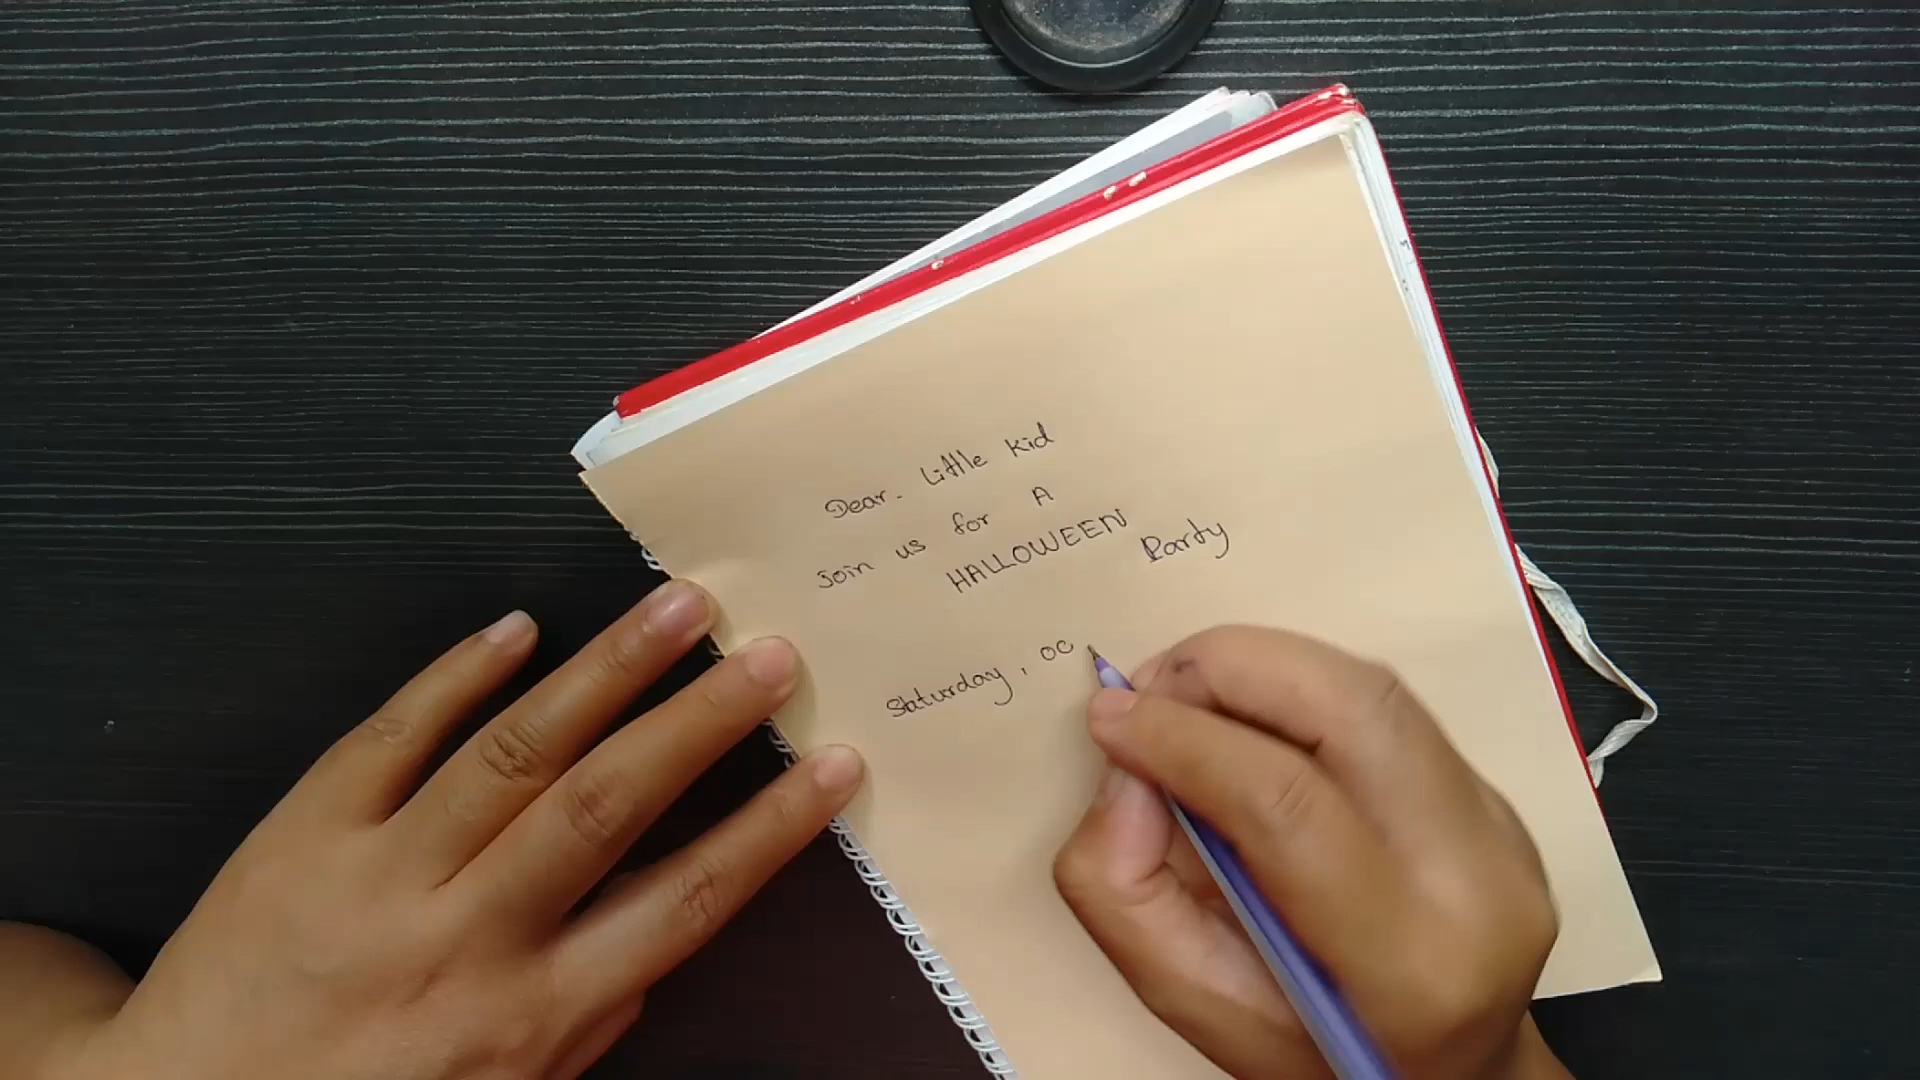 Dear. Little Kid
Join us for A
HALLOWEEN Party
Saturday, OC